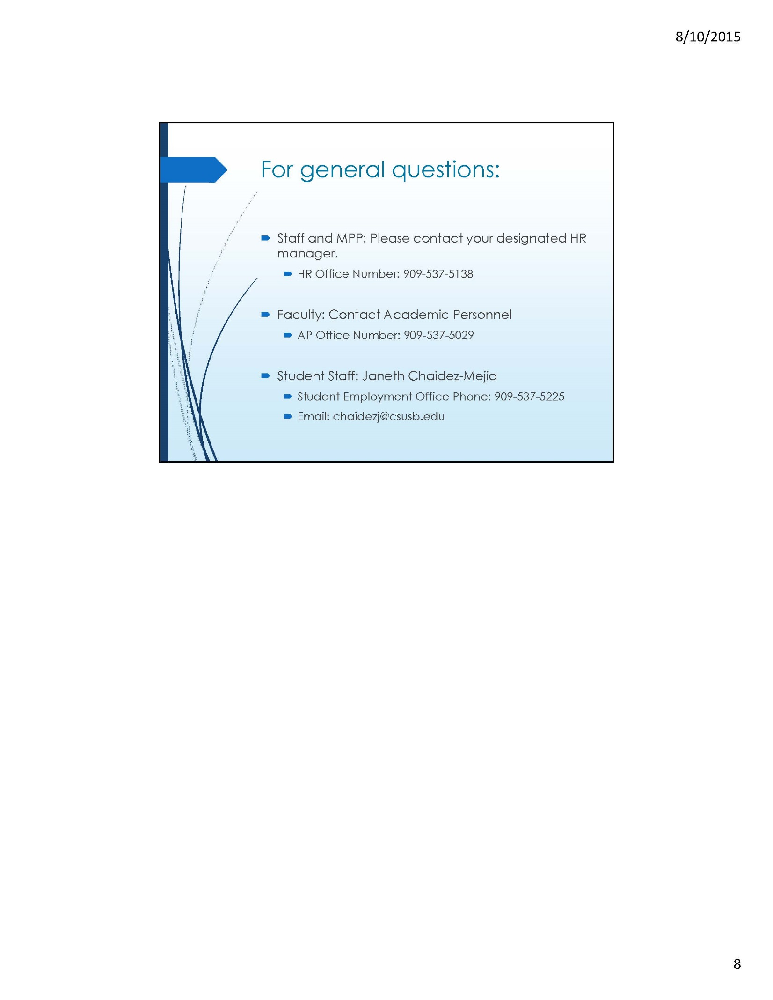 8/10/2015
For general questions:
Staff and MPP: Please contact your designated HR
manager.
HR Office Number: 909-537-5138
Faculty: Contact Academic Personnel
AP Office Number: 909-537-5029
Student Staff: Janeth Chaidez-Mejia
Student Employment Office Phone: 909-537-5225
Email: chaidezj@csusb.edu
8